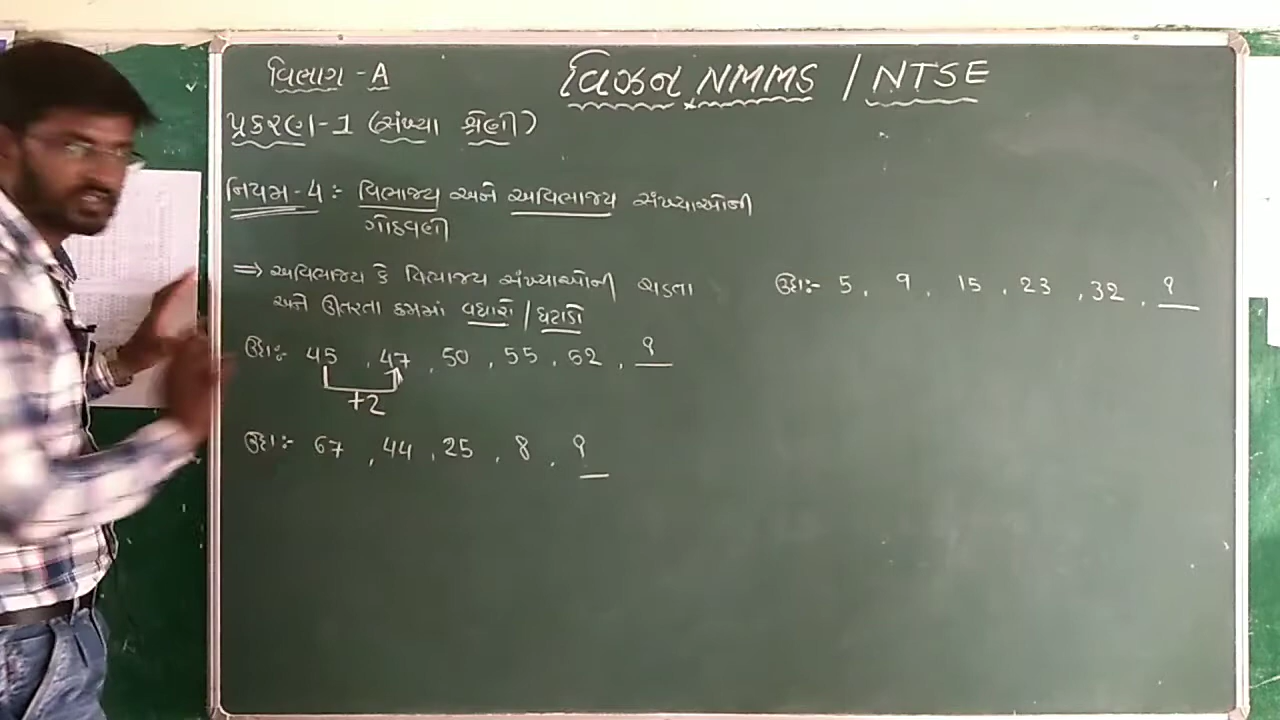 વિભાગ - A
વિઝન NMMS / NTSE
પ્રકરણ-1 (સંખ્યા શ્રેણી)
નિયમ-4 :- વિભાજ્ય અને અવિભાજ્ય સંખ્યાઓની
ગોઠવણી
⇒ અવિભાજ્ય કે વિભાજ્ય સંખ્યાઓની ચડતા
અને ઊતરતા ક્રમમાં વધારો / ઘટાડો
ઉદા:- 45 , 47 , 50 , 55 , 62 , ?
+2
ઉદા:- 67 , 44 , 25 , 8 , ?
ઉદા:- 5 , 9 , 15 , 23 , 32 , ?